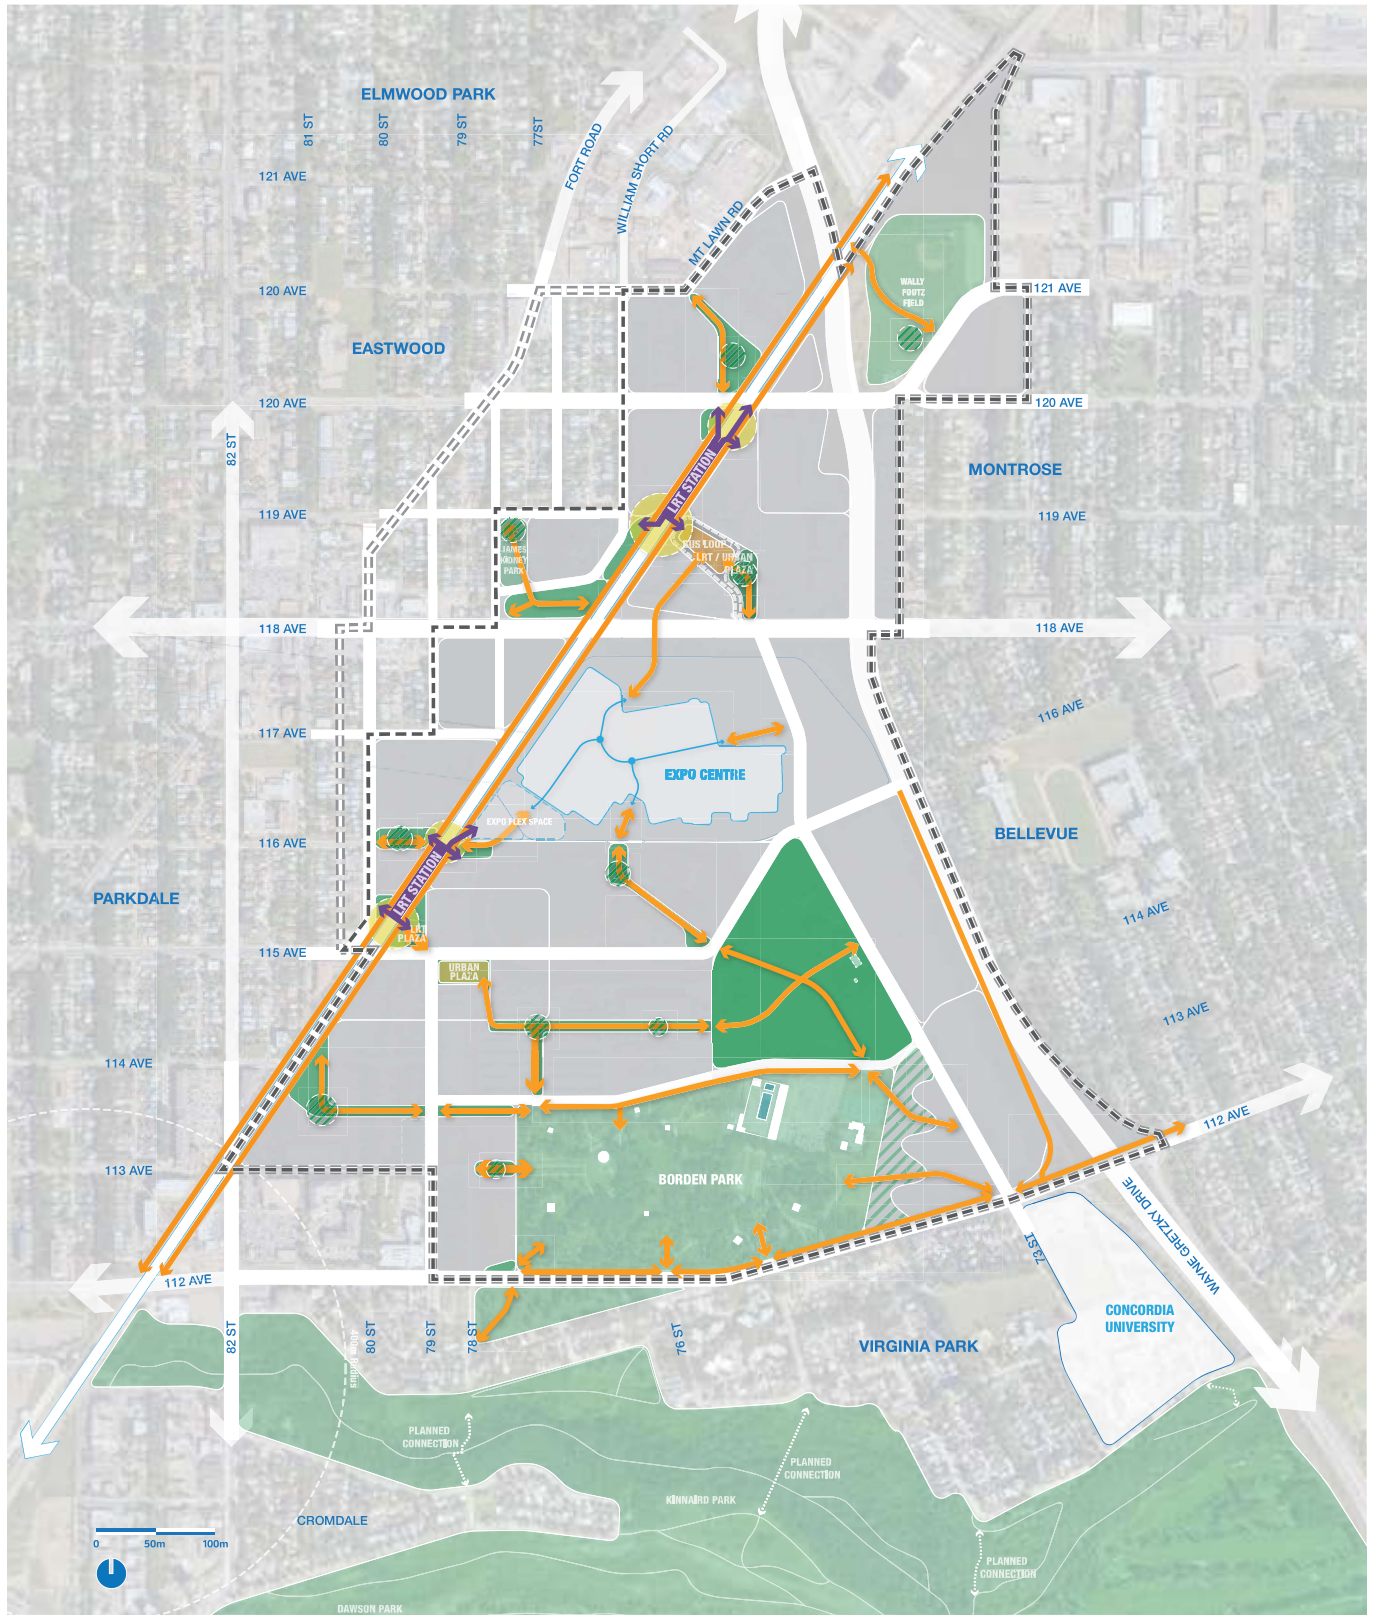 ELMWOOD PARK
81 ST
80 ST
79 ST
77ST
FORT ROAD
WILLIAM SHORT RD
121 AVE
MT LAWN RD
120 AVE
WALLY
FOOTZ
FIELD
121 AVE
EASTWOOD
120 AVE
120 AVE
82 ST
MONTROSE
LRT STATION
119 AVE
119 AVE
JAMES
KIDNEY
PARK
BUS LOOP /
LRT / URBAN
PLAZA
118 AVE
118 AVE
116 AVE
117 AVE
EXPO CENTRE
EXPO FLEX SPACE
116 AVE
BELLEVUE
LRT STATION
PARKDALE
114 AVE
LRT
PLAZA
115 AVE
URBAN
PLAZA
113 AVE
114 AVE
112 AVE
113 AVE
BORDEN PARK
WAYNE GRETZKY DRIVE
73 ST
112 AVE
CONCORDIA
UNIVERSITY
82 ST
400m Radius
80 ST
79 ST
78 ST
76 ST
VIRGINIA PARK
PLANNED
CONNECTION
PLANNED
CONNECTION
KINNAIRD PARK
CROMDALE
0 50m 100m
PLANNED
CONNECTION
DAWSON PARK